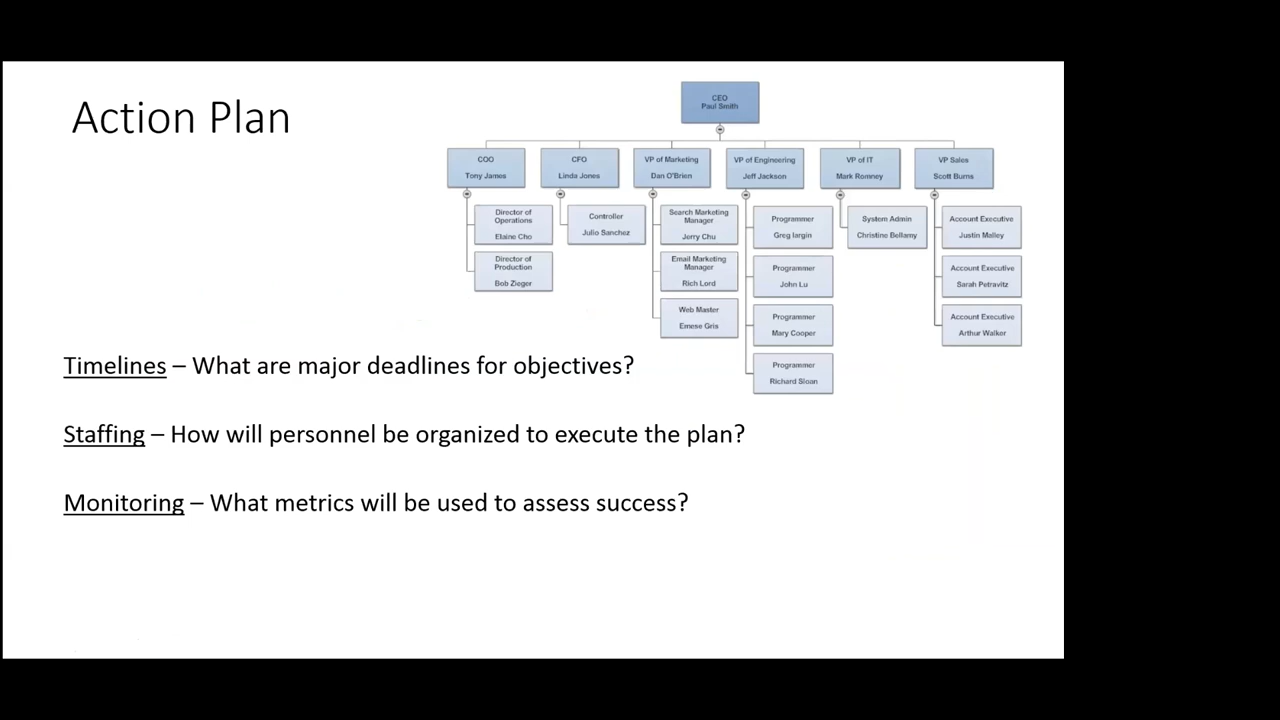 Action Plan
CEO
Paul Smith
COO
Tony James
CFO
Linda Jones
VP of Marketing
Dan O'Brien
VP of Engineering
Jeff Jackson
VP of IT
Mark Romney
VP Sales
Scott Burns
Director of
Operations
Elaine Cho
Director of
Production
Bob Zieger
Controller
Julio Sanchez
Search Marketing
Manager
Jerry Chu
Email Marketing
Manager
Rich Lord
Web Master
Emese Gris
Programmer
Greg Iargin
Programmer
John Lu
Programmer
Mary Cooper
Programmer
Richard Sloan
System Admin
Christine Bellamy
Account Executive
Justin Malley
Account Executive
Sarah Petravitz
Account Executive
Arthur Walker
Timelines – What are major deadlines for objectives?
Staffing – How will personnel be organized to execute the plan?
Monitoring – What metrics will be used to assess success?